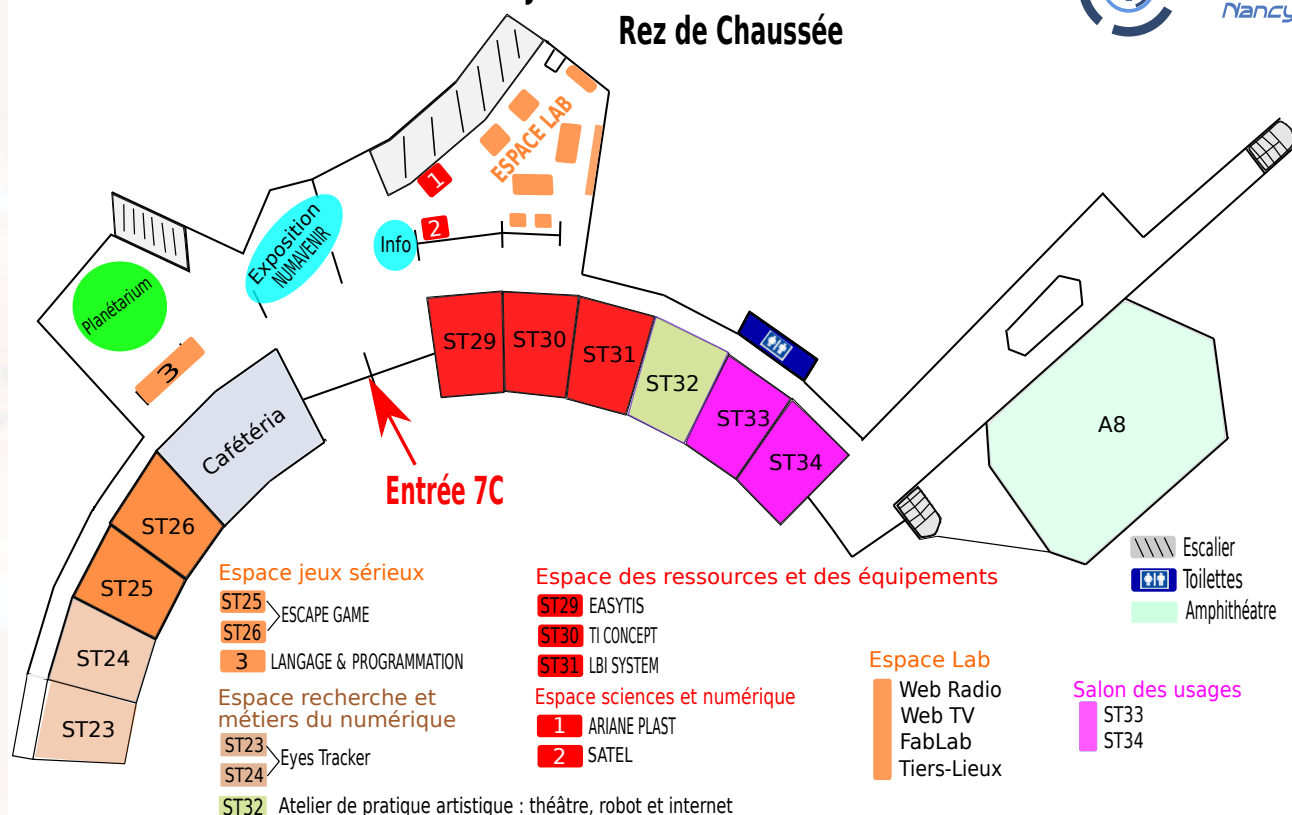 Rez de Chaussée
Nancy
ESPACE LAB
1
2
Exposition
NUMAVENIR
Info
Planétarium
3
Cafétéria
ST29
ST30
ST31
ST32
ST33
ST34
A8
Entrée 7C
ST26
ST25
ST24
ST23
Espace jeux sérieux
ST25
ST26
ESCAPE GAME
3 LANGAGE & PROGRAMMATION
Espace recherche et
métiers du numérique
ST23
ST24
Eyes Tracker
ST32 Atelier de pratique artistique : théâtre, robot et internet
Espace des ressources et des équipements
ST29 EASYTIS
ST30 TI CONCEPT
ST31 LBI SYSTEM
Espace sciences et numérique
1 ARIANE PLAST
2 SATEL
Espace Lab
Web Radio
Web TV
FabLab
Tiers-Lieux
Salon des usages
ST33
ST34
Escalier
Toilettes
Amphithéatre